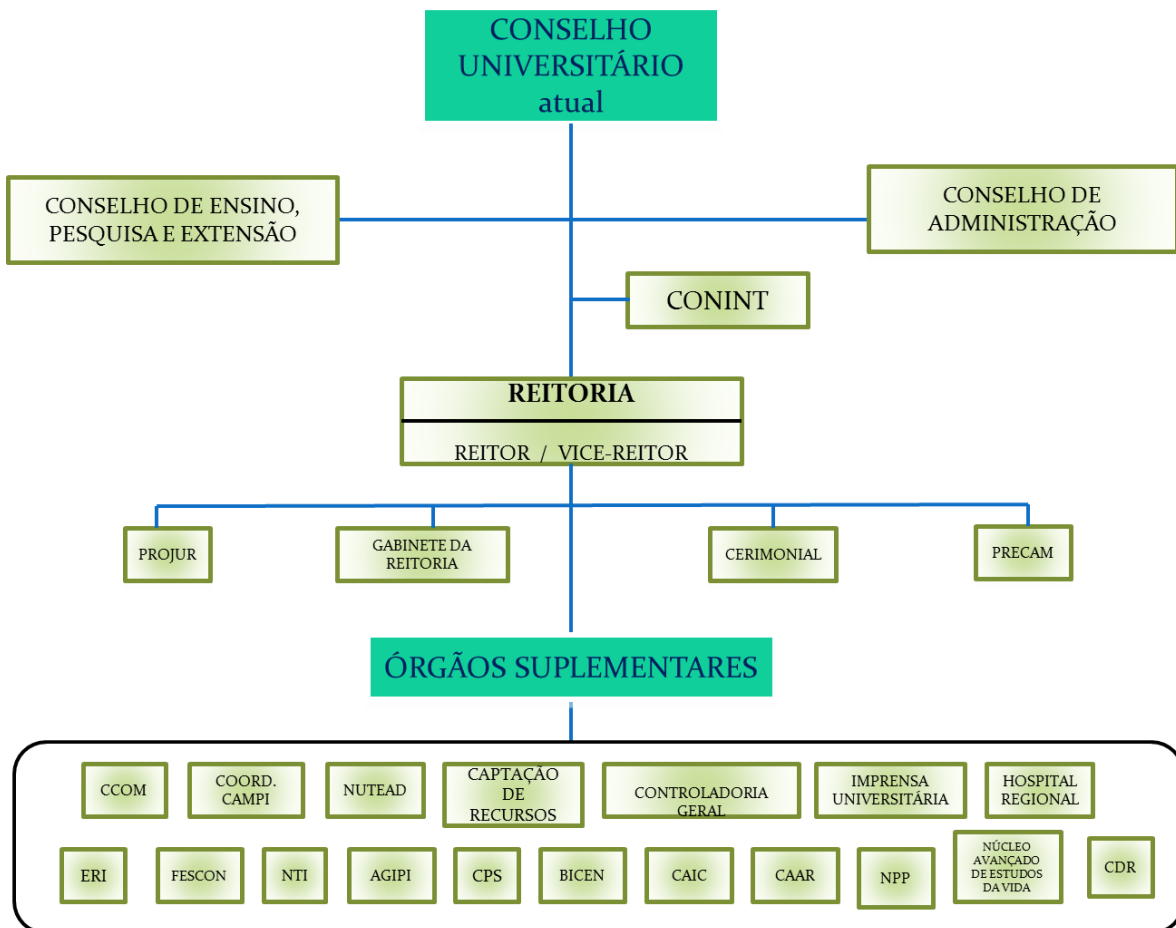 CONSELHO
UNIVERSITÁRIO
atual
CONSELHO DE ENSINO,
PESQUISA E EXTENSÃO
CONSELHO DE
ADMINISTRAÇÃO
CONINT
REITORIA
REITOR / VICE-REITOR
PROJUR
GABINETE DA
REITORIA
CERIMONIAL
PRECAM
ÓRGÃOS SUPLEMENTARES
CCOM
COORD.
CAMPI
NUTEAD
CAPTAÇÃO
DE
RECURSOS
CONTROLADORIA
GERAL
IMPRENSA
UNIVERSITÁRIA
HOSPITAL
REGIONAL
ERI
FESCON
NTI
AGIPI
CPS
BICEN
CAIC
CAAR
NPP
NÚCLEO
AVANÇADO
DE ESTUDOS
DA VIDA
CDR